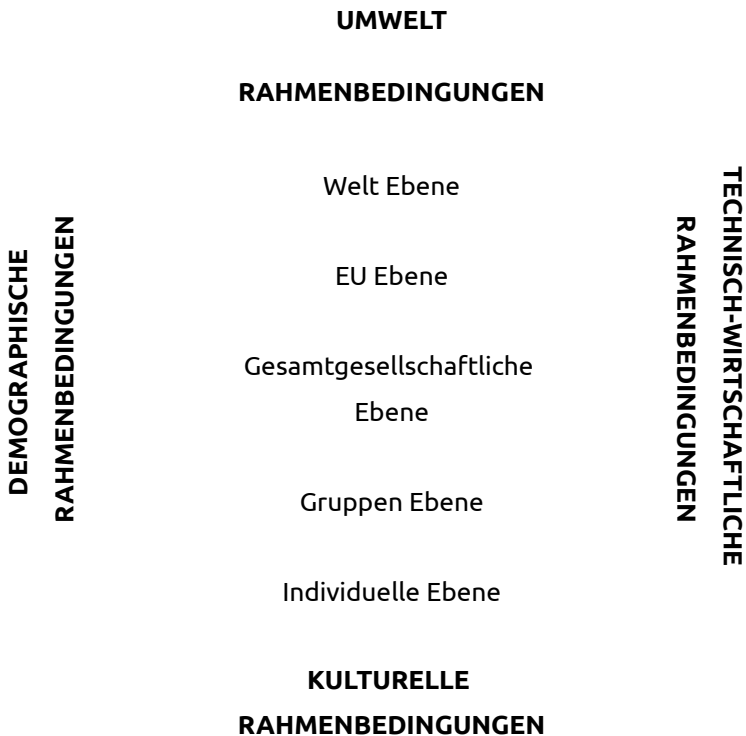 UMWELT
RAHMENBEDINGUNGEN
DEMOGRAPHISCHE
RAHMENBEDINGUNGEN
Welt Ebene
EU Ebene
Gesamtgesellschaftliche
Ebene
Gruppen Ebene
Individuelle Ebene
TECHNISCH-WIRTSCHAFTLICHE
RAHMENBEDINGUNGEN
KULTURELLE
RAHMENBEDINGUNGEN